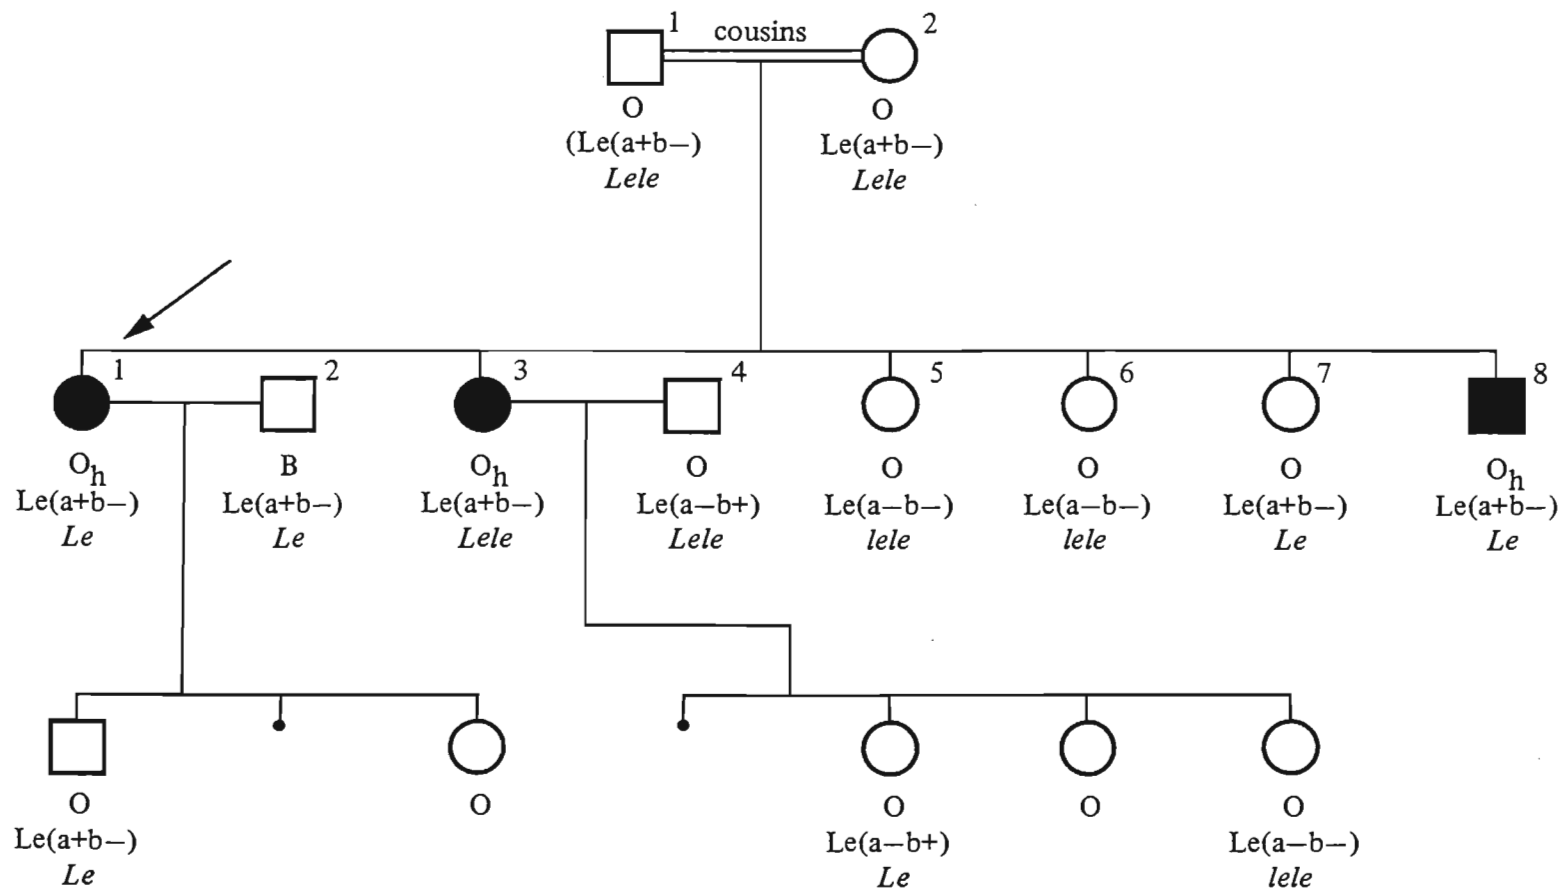 1 cousins 2
O O
(Le(a+b−) Le(a+b−)
Lele Lele
1 2 3 4 5 6 7 8
Oh B Oh O O O O Oh
Le(a+b−) Le(a+b−) Le(a+b−) Le(a−b+) Le(a−b−) Le(a−b−) Le(a+b−) Le(a+b−)
Le Le Lele Lele lele lele Le Le
O O O O O
Le(a+b−) Le(a−b+) Le(a−b−)
Le Le lele